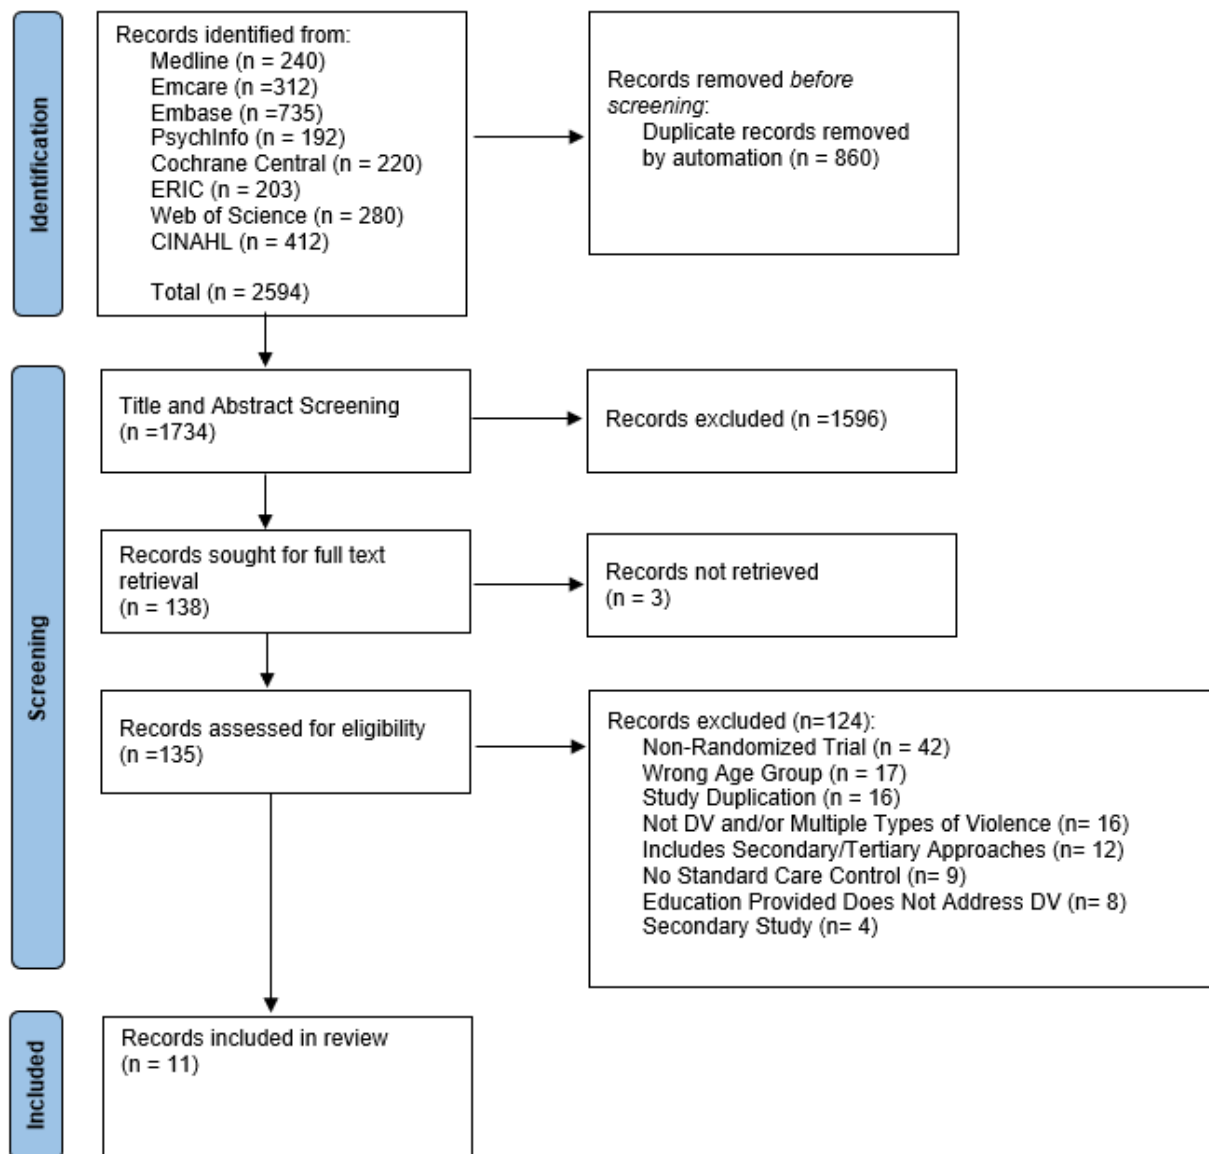 Identification
Records identified from:
Medline (n = 240)
Emcare (n =312)
Embase (n =735)
PsychInfo (n = 192)
Cochrane Central (n = 220)
ERIC (n = 203)
Web of Science (n = 280)
CINAHL (n = 412)
Total (n = 2594)
Records removed before
screening:
Duplicate records removed
by automation (n = 860)
Screening
Title and Abstract Screening
(n =1734)
Records excluded (n =1596)
Records sought for full text
retrieval
(n = 138)
Records not retrieved
(n = 3)
Records assessed for eligibility
(n =135)
Records excluded (n=124):
Non-Randomized Trial (n = 42)
Wrong Age Group (n = 17)
Study Duplication (n = 16)
Not DV and/or Multiple Types of Violence (n= 16)
Includes Secondary/Tertiary Approaches (n= 12)
No Standard Care Control (n= 9)
Education Provided Does Not Address DV (n= 8)
Secondary Study (n= 4)
Included
Records included in review
(n = 11)